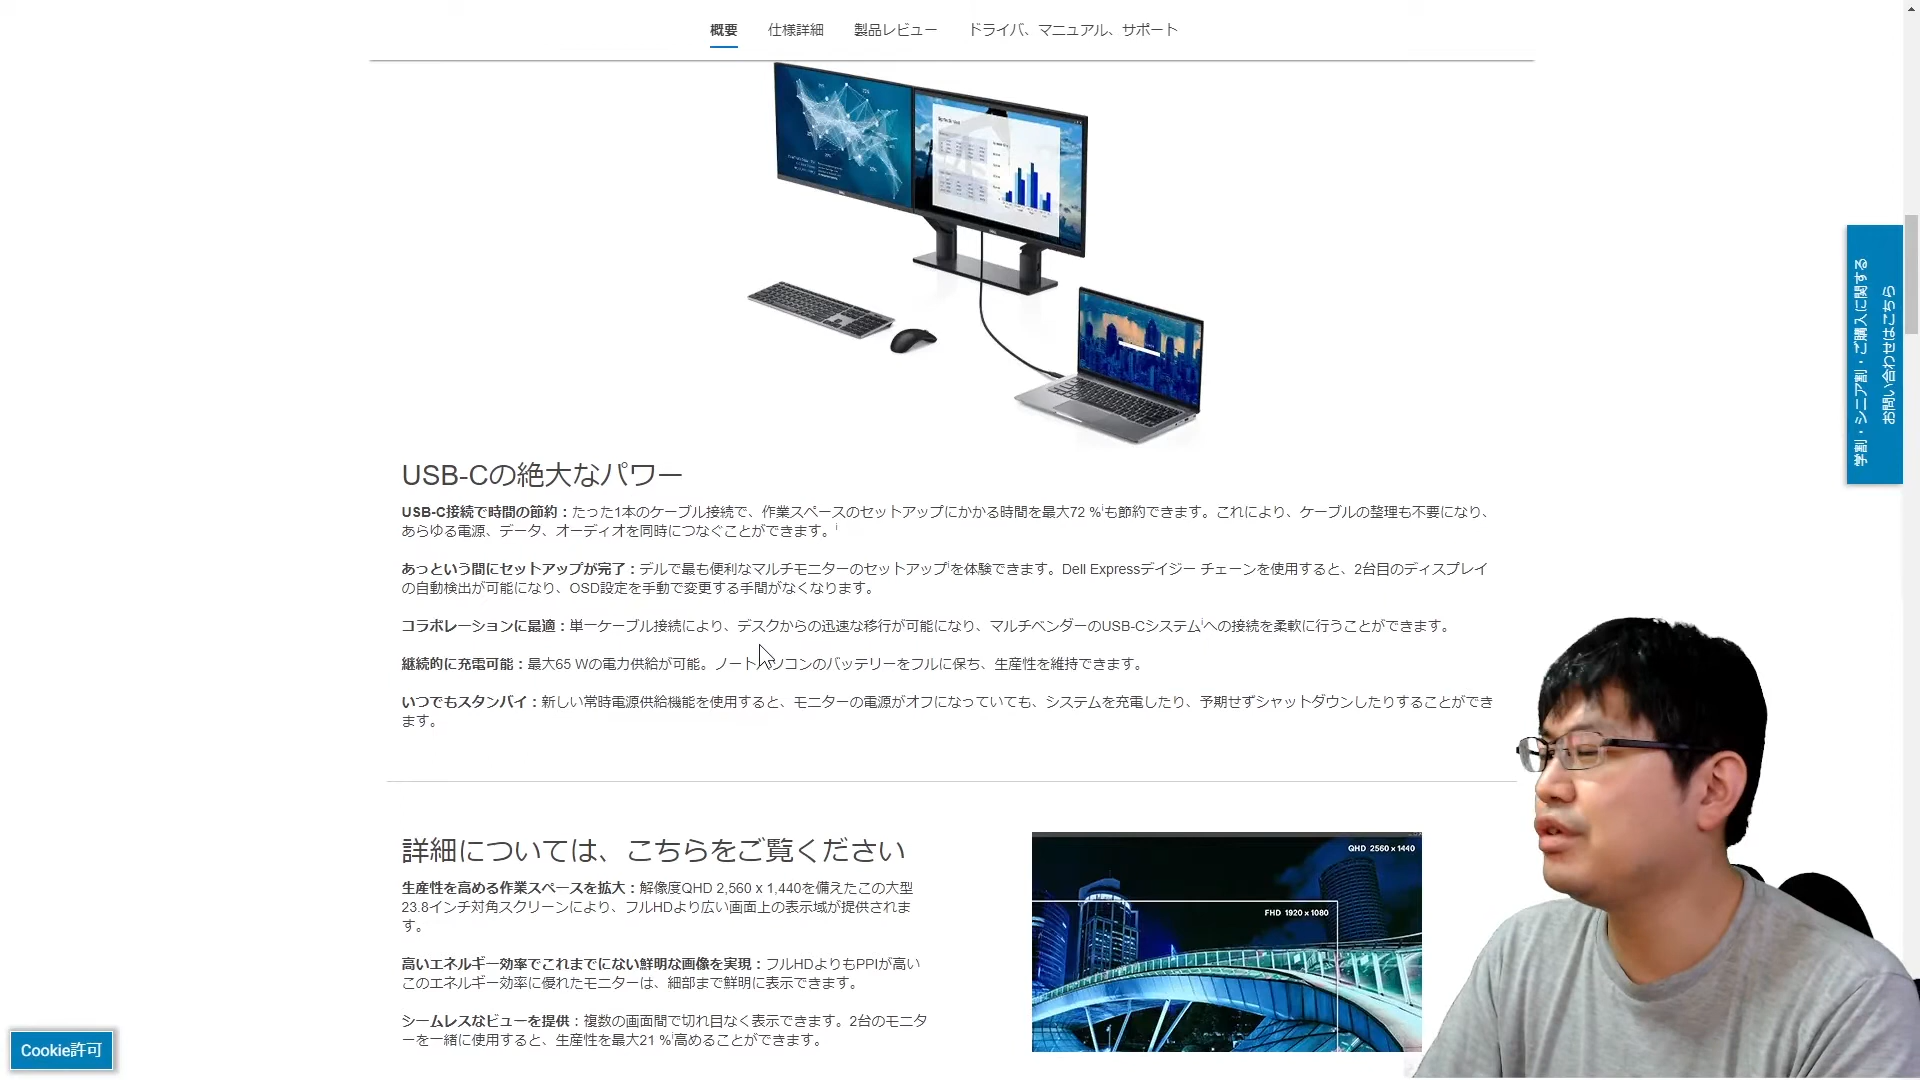 概要 仕様詳細 製品レビュー ドライバ、マニュアル、サポート
学割・シニア割・ご購入に関する
お問い合わせはこちら
USB-Cの絶大なパワー
USB-C接続で時間の節約：たった1本のケーブル接続で、作業スペースのセットアップにかかる時間を最大72 %ⁱも節約できます。これにより、ケーブルの整理も不要になり、
あらゆる電源、データ、オーディオを同時につなぐことができます。ⁱ
あっという間にセットアップが完了：デルで最も便利なマルチモニターのセットアップⁱを体験できます。Dell Expressデイジー チェーンを使用すると、2台目のディスプレイ
の自動検出が可能になり、OSD設定を手動で変更する手間がなくなります。
コラボレーションに最適：単一ケーブル接続により、デスクからの迅速な移行が可能になり、マルチベンダーのUSB-Cシステムⁱへの接続を柔軟に行うことができます。
継続的に充電可能：最大65 Wの電力供給が可能。ノートパソコンのバッテリーをフルに保ち、生産性を維持できます。
いつでもスタンバイ：新しい常時電源供給機能を使用すると、モニターの電源がオフになっていても、システムを充電したり、予期せずシャットダウンしたりすることができ
ます。
詳細については、こちらをご覧ください
生産性を高める作業スペースを拡大：解像度QHD 2,560 x 1,440を備えたこの大型
23.8インチ対角スクリーンにより、フルHDより広い画面上の表示域が提供されま
す。
高いエネルギー効率でこれまでにない鮮明な画像を実現：フルHDよりもPPIが高い
このエネルギー効率に優れたモニターは、細部まで鮮明に表示できます。
シームレスなビューを提供：複数の画面間で切れ目なく表示できます。2台のモニタ
ーを一緒に使用すると、生産性を最大21 %ⁱ高めることができます。
QHD 2560 x 1440
FHD 1920 x 1080
Cookie許可